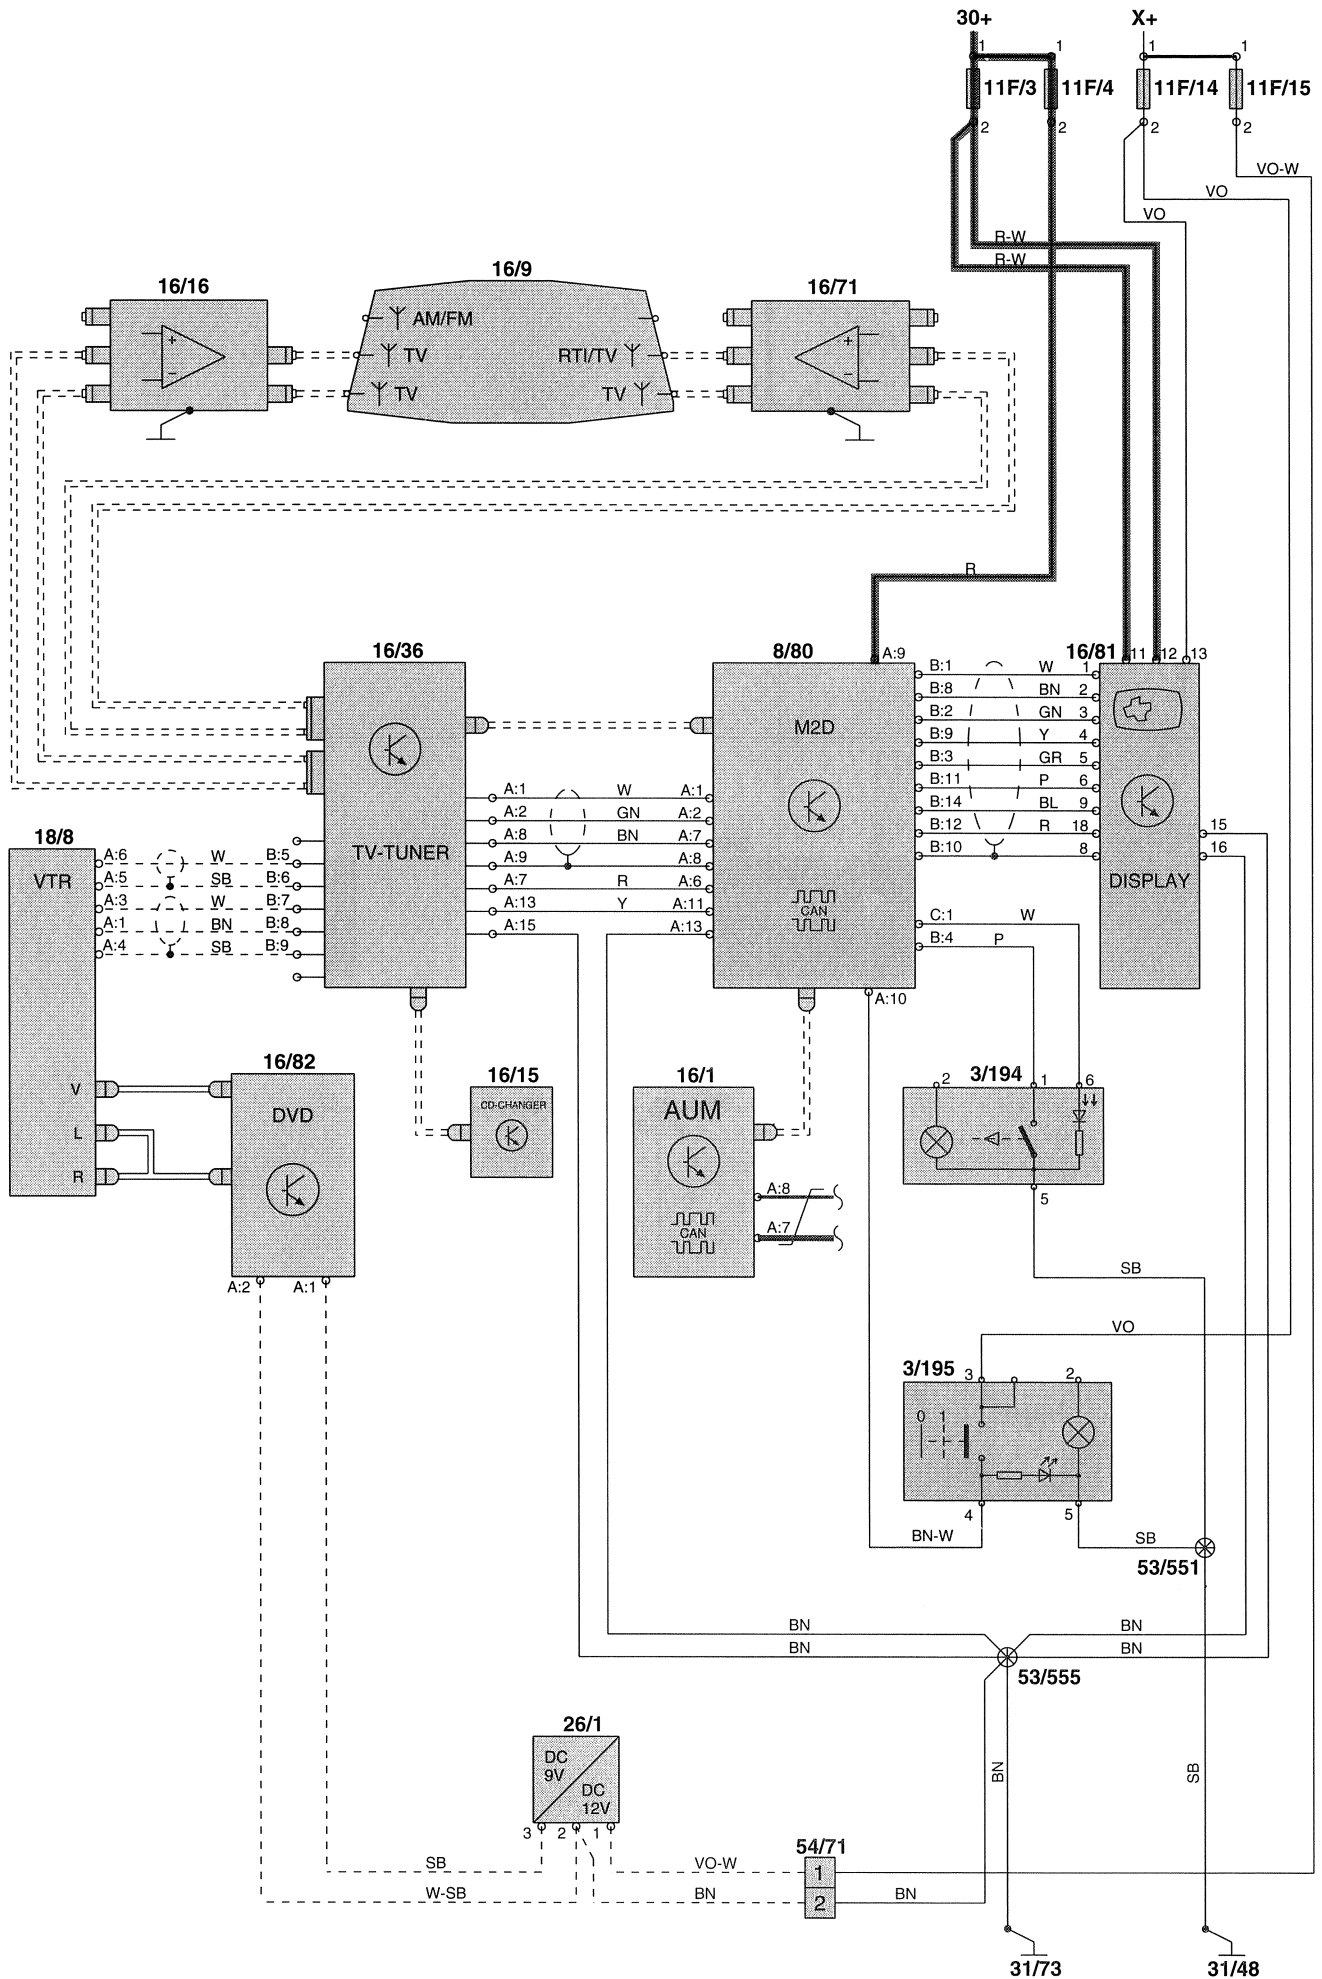 30+ X+
1 1 1 1
11F/3 11F/4 11F/14 11F/15
2 2 2 2
VO-W
VO
VO
R-W
R-W
16/16 16/9 16/71
AM/FM
TV RTI/TV
TV TV
+ +
− −
R
16/36 8/80 A:9 16/81 11 12 13
B:1 W 1
B:8 BN 2
B:2 GN 3
B:9 Y 4
B:3 GR 5
B:11 P 6
B:14 BL 9
B:12 R 18
B:10 8
M2D
15
16
A:1 W A:1
A:2 GN A:2
A:8 BN A:7
A:9 A:8
A:7 R A:6
A:13 Y A:11
A:15 A:13
18/8
VTR
TV-TUNER
DISPLAY
CAN
A:6 W B:5
A:5 SB B:6
A:3 W B:7
A:1 BN B:8
A:4 SB B:9
C:1 W
B:4 P
A:10
16/82
DVD
V
L
R
A:2 A:1
16/15
CD-CHANGER
16/1
AUM
CAN
A:8
A:7
3/194
2 1 6
5
SB
VO
3/195
3 2
0 1
4 5
BN-W SB
53/551
BN BN
BN BN
53/555
26/1
DC
9V
DC
12V
3 2 1
BN
SB
54/71
SB VO-W 1
W-SB BN 2 BN
31/73 31/48